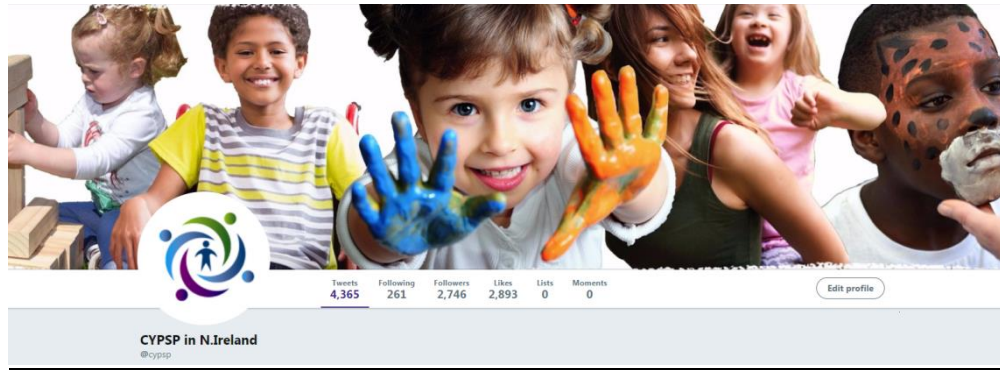 Tweets Following Followers Likes Lists Moments
4,365 261 2,746 2,893 0 0
Edit profile
CYPSP in N.Ireland
@cypsp